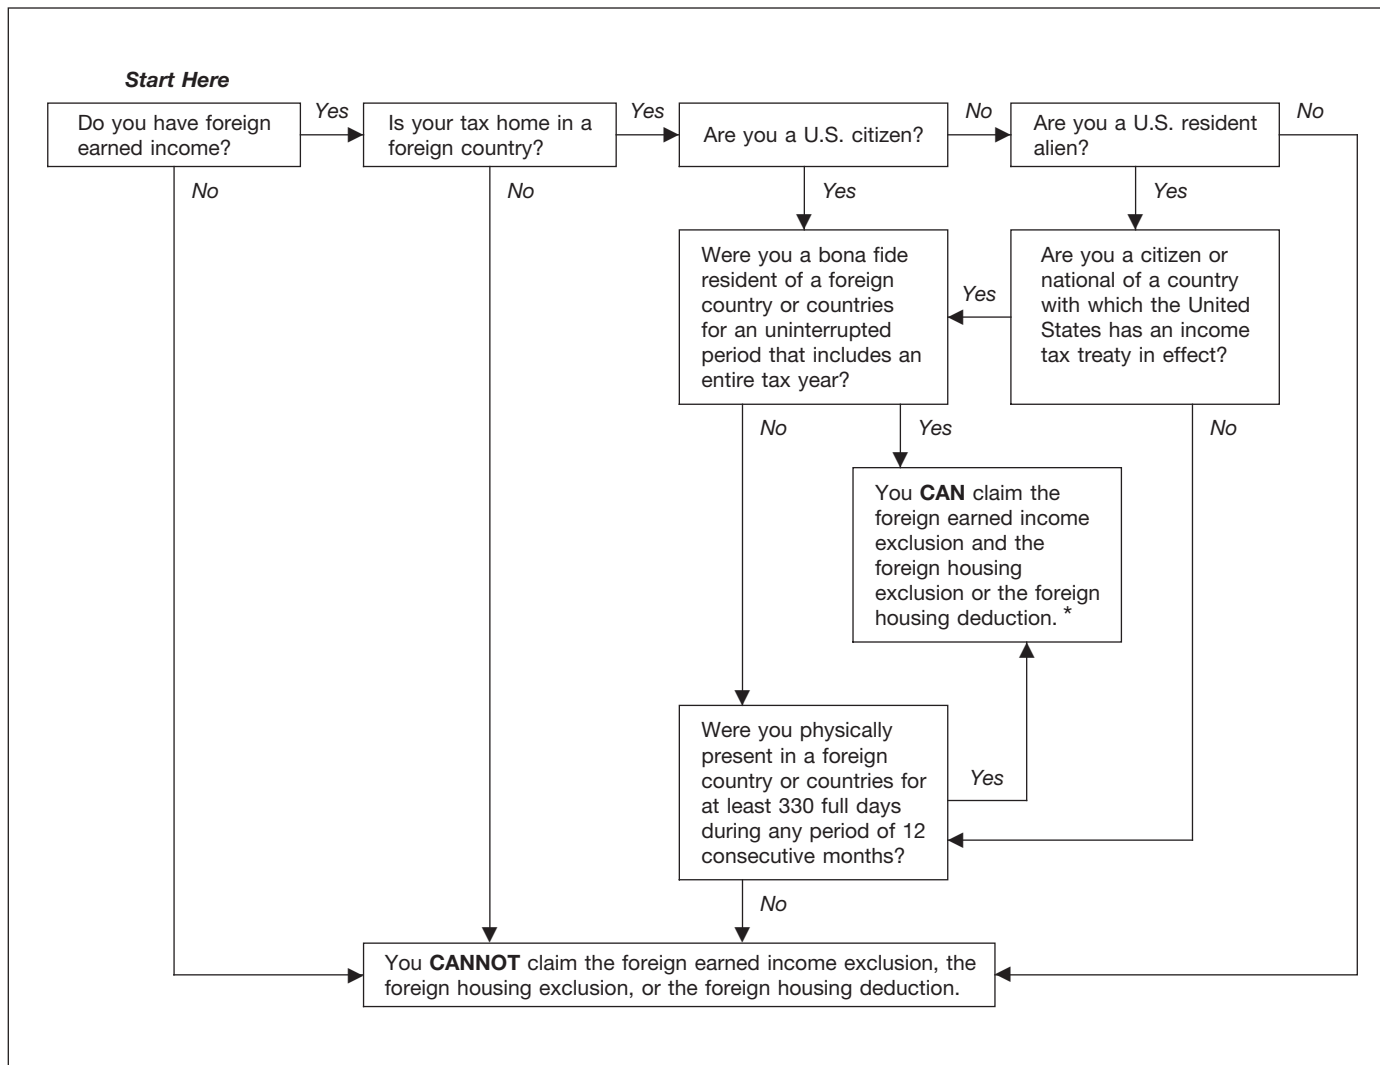 Start Here
Do you have foreign
earned income?
Yes
Is your tax home in a
foreign country?
Yes
Are you a U.S. citizen?
No
Are you a U.S. resident
alien?
No
No
No
Yes
Yes
Were you a bona fide
resident of a foreign
country or countries
for an uninterrupted
period that includes an
entire tax year?
Yes
Are you a citizen or
national of a country
with which the United
States has an income
tax treaty in effect?
No
Yes
No
You CAN claim the
foreign earned income
exclusion and the
foreign housing
exclusion or the foreign
housing deduction. *
Were you physically
present in a foreign
country or countries for
at least 330 full days
during any period of 12
consecutive months?
Yes
No
You CANNOT claim the foreign earned income exclusion, the
foreign housing exclusion, or the foreign housing deduction.